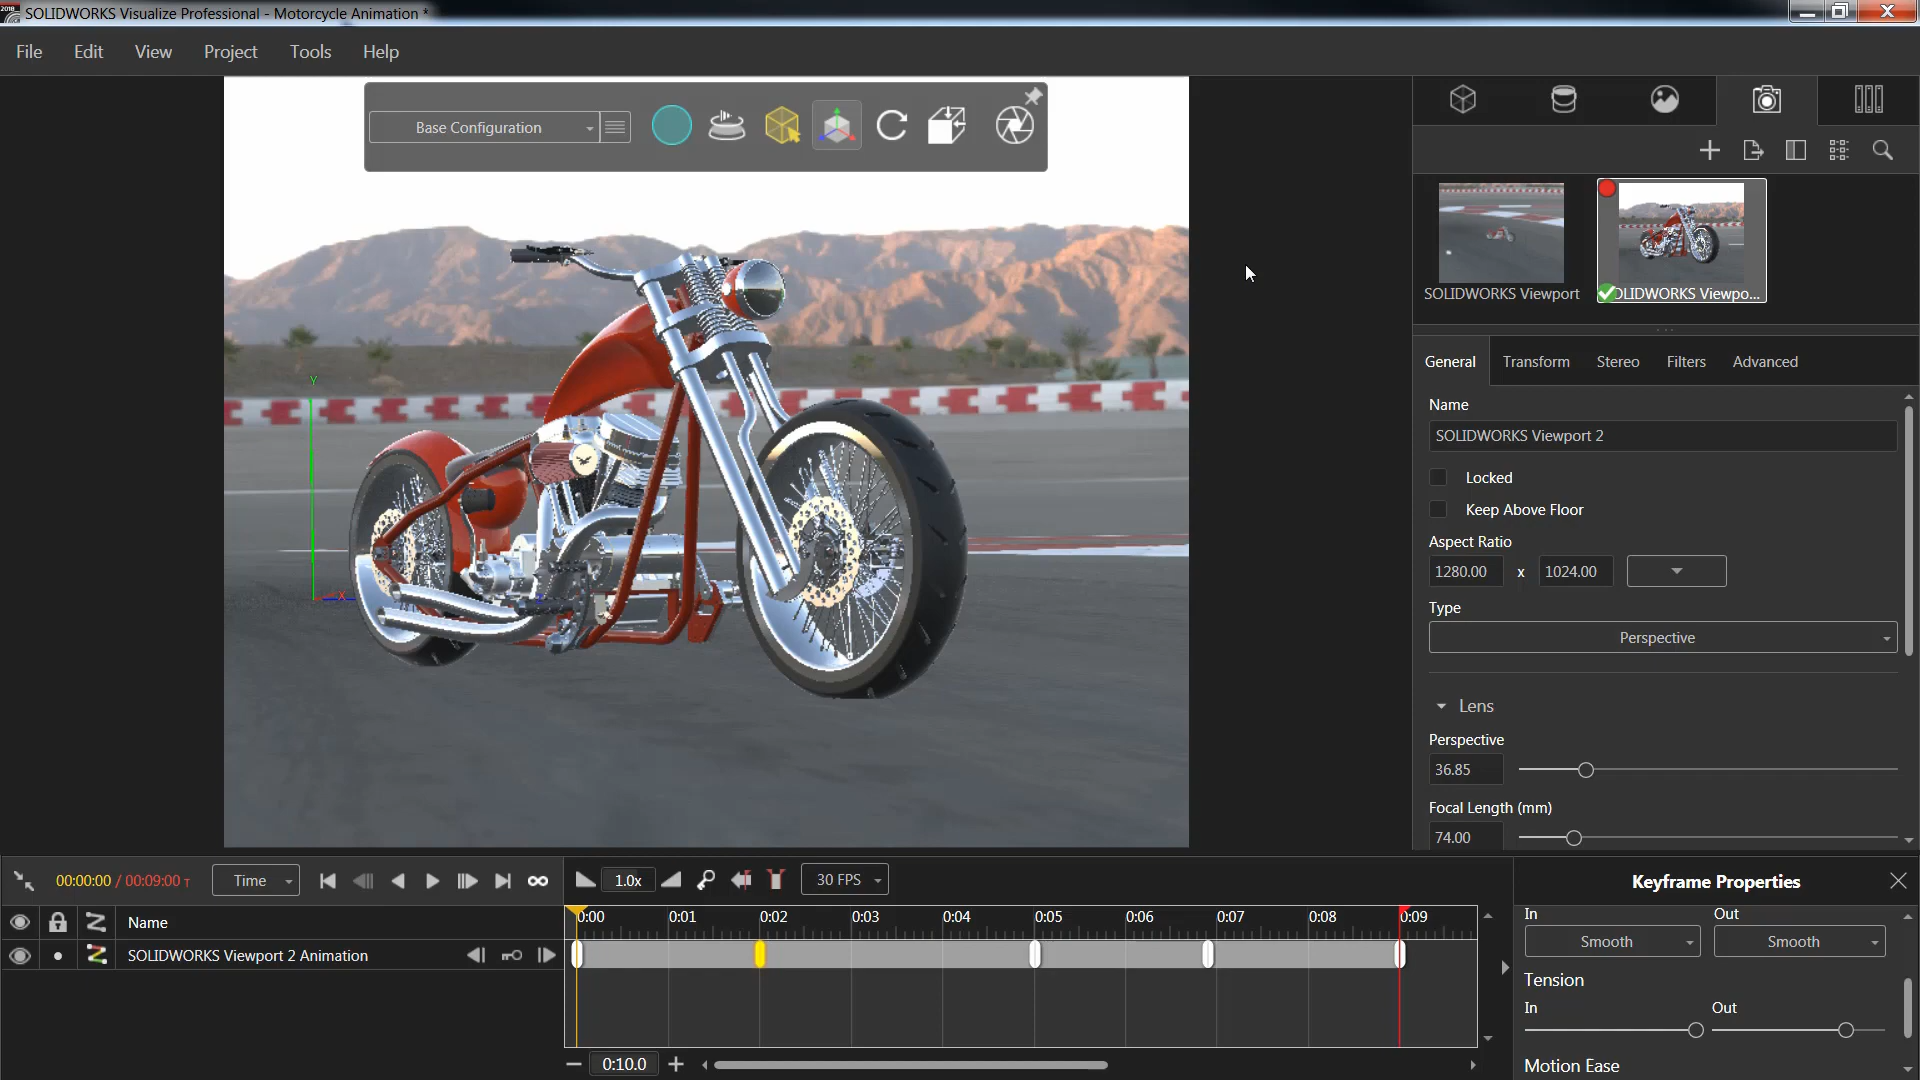 SOLIDWORKS Visualize Professional - Motorcycle Animation *
File Edit View Project Tools Help
Base Configuration
SOLIDWORKS Viewport
OLIDWORKS Viewpo...
General Transform Stereo Filters Advanced
Name
SOLIDWORKS Viewport 2
Locked
Keep Above Floor
Aspect Ratio
1280.00 x 1024.00
Type
Perspective
Lens
Perspective
36.85
Focal Length (mm)
74.00
Y
X
00:00:00 / 00:09:00 T
Time
1.0x
30 FPS
Keyframe Properties
Name
0:00 0:01 0:02 0:03 0:04 0:05 0:06 0:07 0:08 0:09
SOLIDWORKS Viewport 2 Animation
In Out
Smooth Smooth
Tension
In Out
Motion Ease
0:10.0